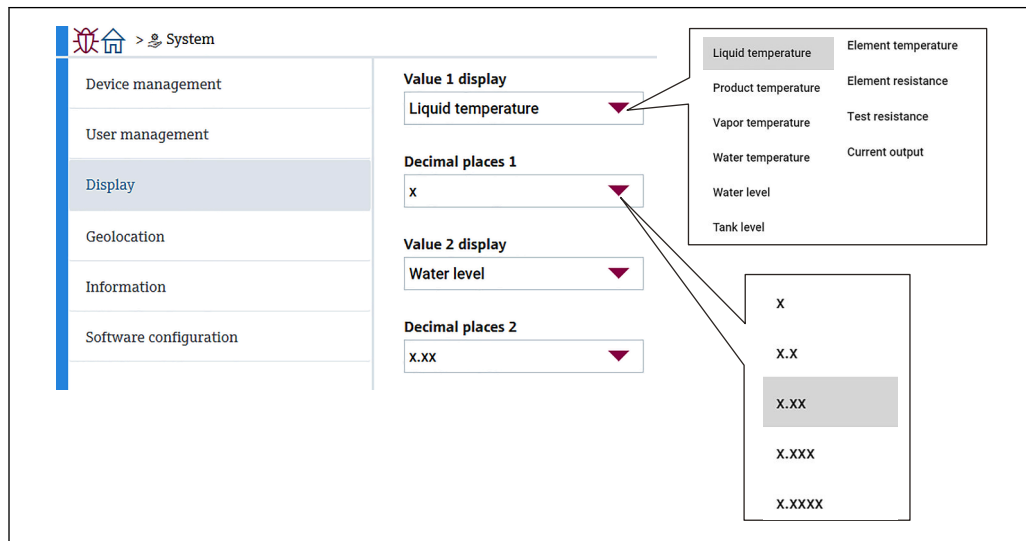 > System
Device management
User management
Display
Geolocation
Information
Software configuration
Value 1 display
Liquid temperature
Decimal places 1
x
Value 2 display
Water level
Decimal places 2
x.xx
Liquid temperature
Product temperature
Vapor temperature
Water temperature
Water level
Tank level
Element temperature
Element resistance
Test resistance
Current output
x
x.x
x.xx
x.xxx
x.xxxx